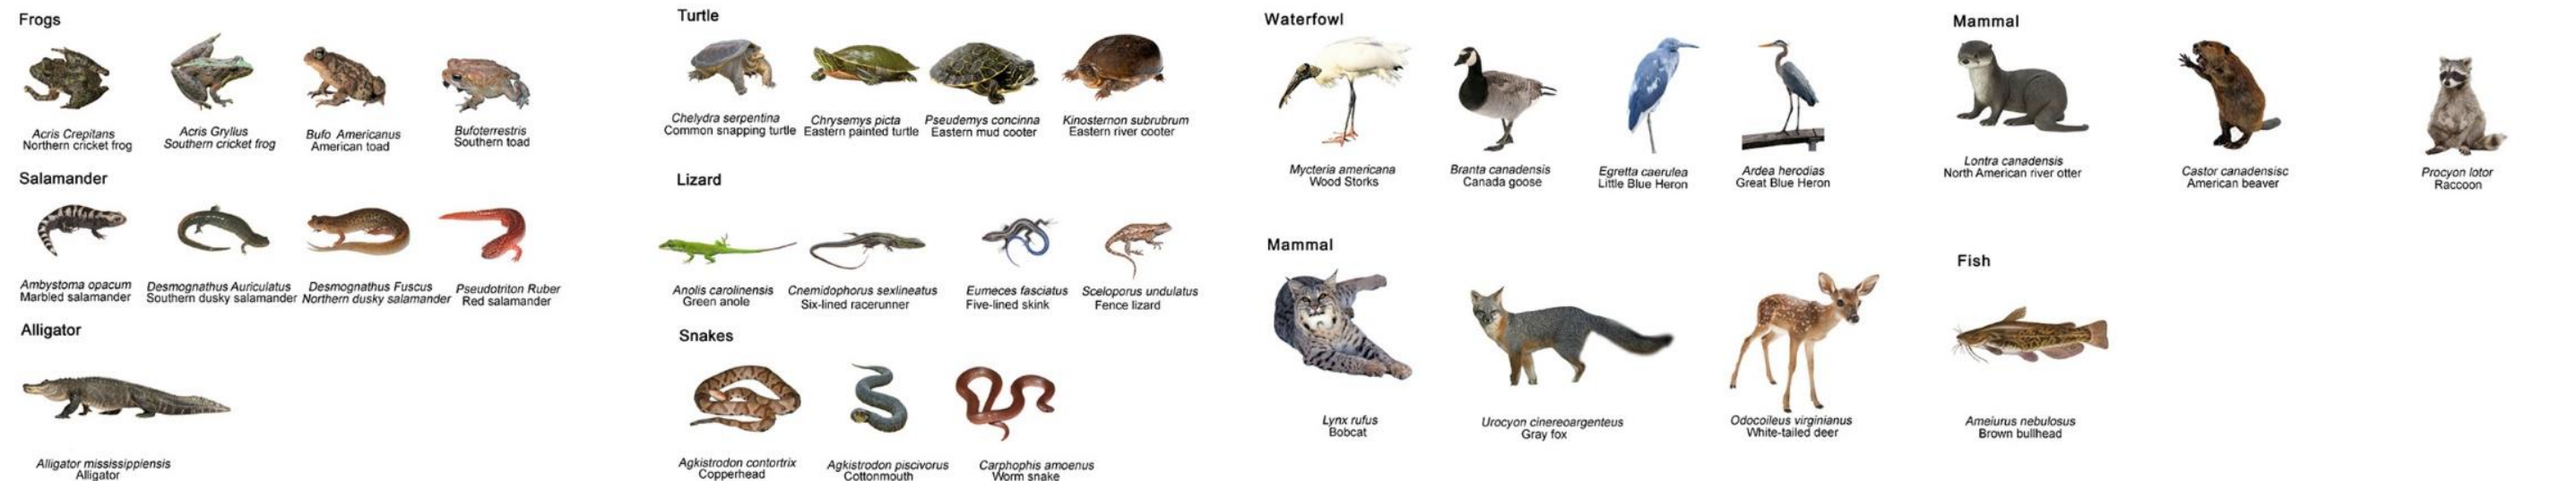 Frogs
Acris Crepitans
Northern cricket frog
Acris Gryllus
Southern cricket frog
Bufo Americanus
American toad
Bufoterrestris
Southern toad
Salamander
Ambystoma opacum
Marbled salamander
Desmognathus Auriculatus
Southern dusky salamander
Desmognathus Fuscus
Northern dusky salamander
Pseudotriton Ruber
Red salamander
Alligator
Alligator mississippiensis
Alligator
Turtle
Chelydra serpentina
Common snapping turtle
Chrysemys picta
Eastern painted turtle
Pseudemys concinna
Eastern mud cooter
Kinosternon subrubrum
Eastern river cooter
Lizard
Anolis carolinensis
Green anole
Cnemidophorus sexlineatus
Six-lined racerunner
Eumeces fasciatus
Five-lined skink
Sceloporus undulatus
Fence lizard
Snakes
Agkistrodon contortrix
Copperhead
Agkistrodon piscivorus
Cottonmouth
Carphophis amoenus
Worm snake
Waterfowl
Mycteria americana
Wood Storks
Branta canadensis
Canada goose
Egretta caerulea
Little Blue Heron
Ardea herodias
Great Blue Heron
Mammal
Lynx rufus
Bobcat
Urocyon cinereoargenteus
Gray fox
Odocoileus virginianus
White-tailed deer
Mammal
Lontra canadensis
North American river otter
Castor canadensisc
American beaver
Procyon lotor
Raccoon
Fish
Ameiurus nebulosus
Brown bullhead